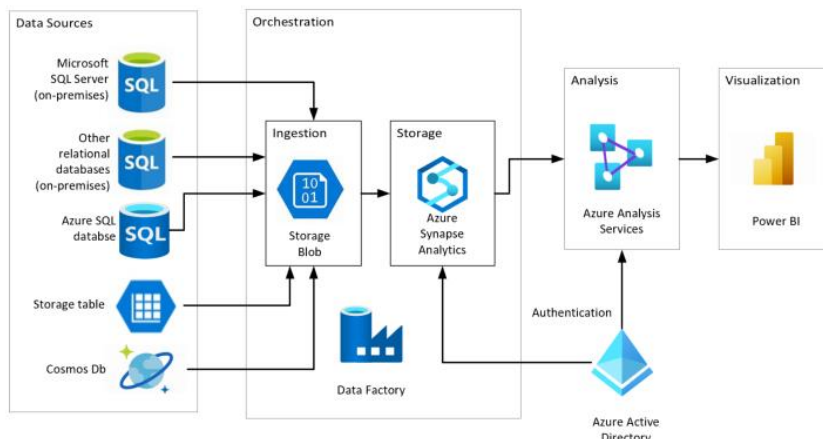 Data Sources
Microsoft
SQL Server
(on-premises)
SQL
Other
relational
databases
(on-premises)
SQL
Azure SQL
databse
SQL
Storage table
Cosmos Db
Orchestration
Ingestion
10
01
Storage
Blob
Storage
Azure
Synapse
Analytics
Data Factory
Analysis
Azure Analysis
Services
Visualization
Power BI
Authentication
Azure Active
Directory